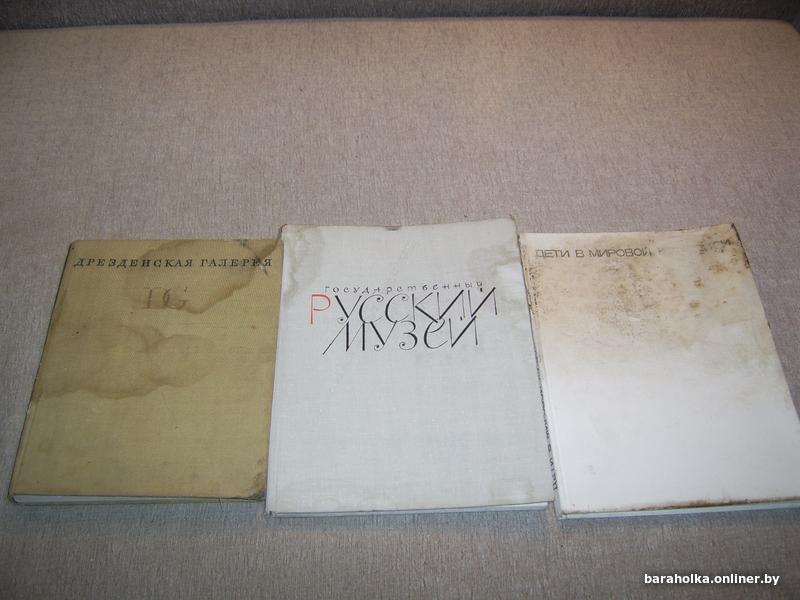 ДРЕЗДЕНСКАЯ ГАЛЕРЕЯ
DG
ГОСУДАРСТВЕННЫЙ
РУССКИЙ
МУЗЕЙ
ДЕТИ В МИРОВОЙ
baraholka.onliner.by